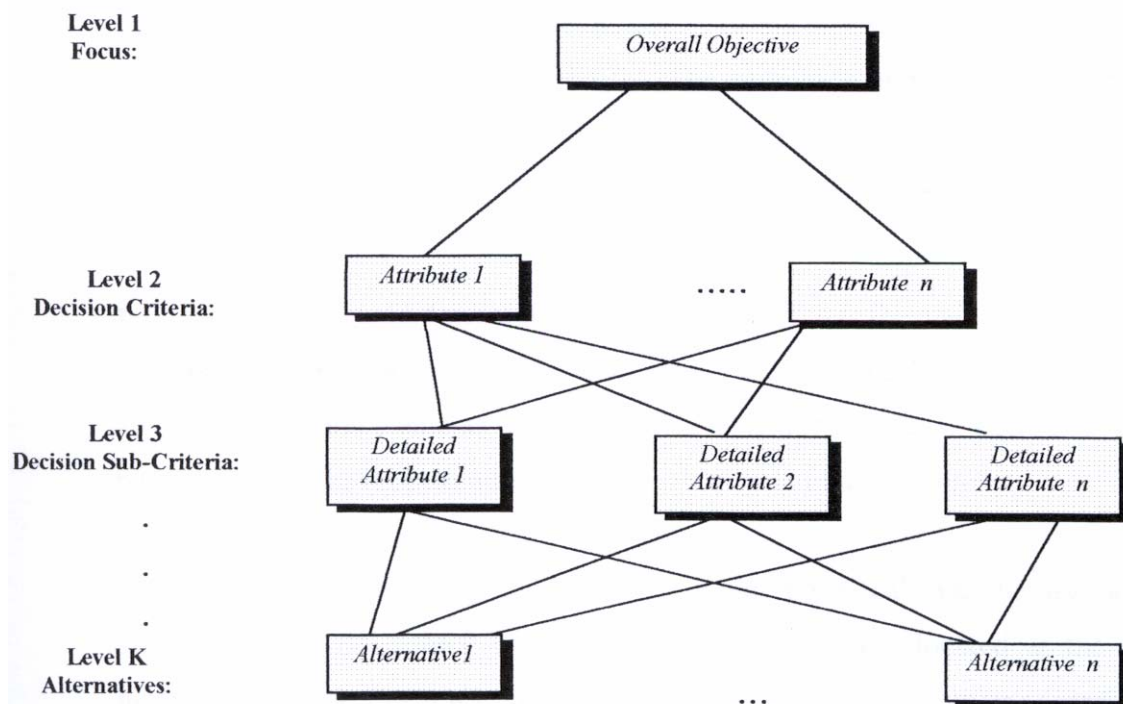 Level 1
Focus:
Overall Objective
Level 2
Decision Criteria:
Attribute 1
.....
Attribute n
Level 3
Decision Sub-Criteria:
Detailed
Attribute 1
Detailed
Attribute 2
Detailed
Attribute n
.
.
.
Level K
Alternatives:
Alternative1
...
Alternative n